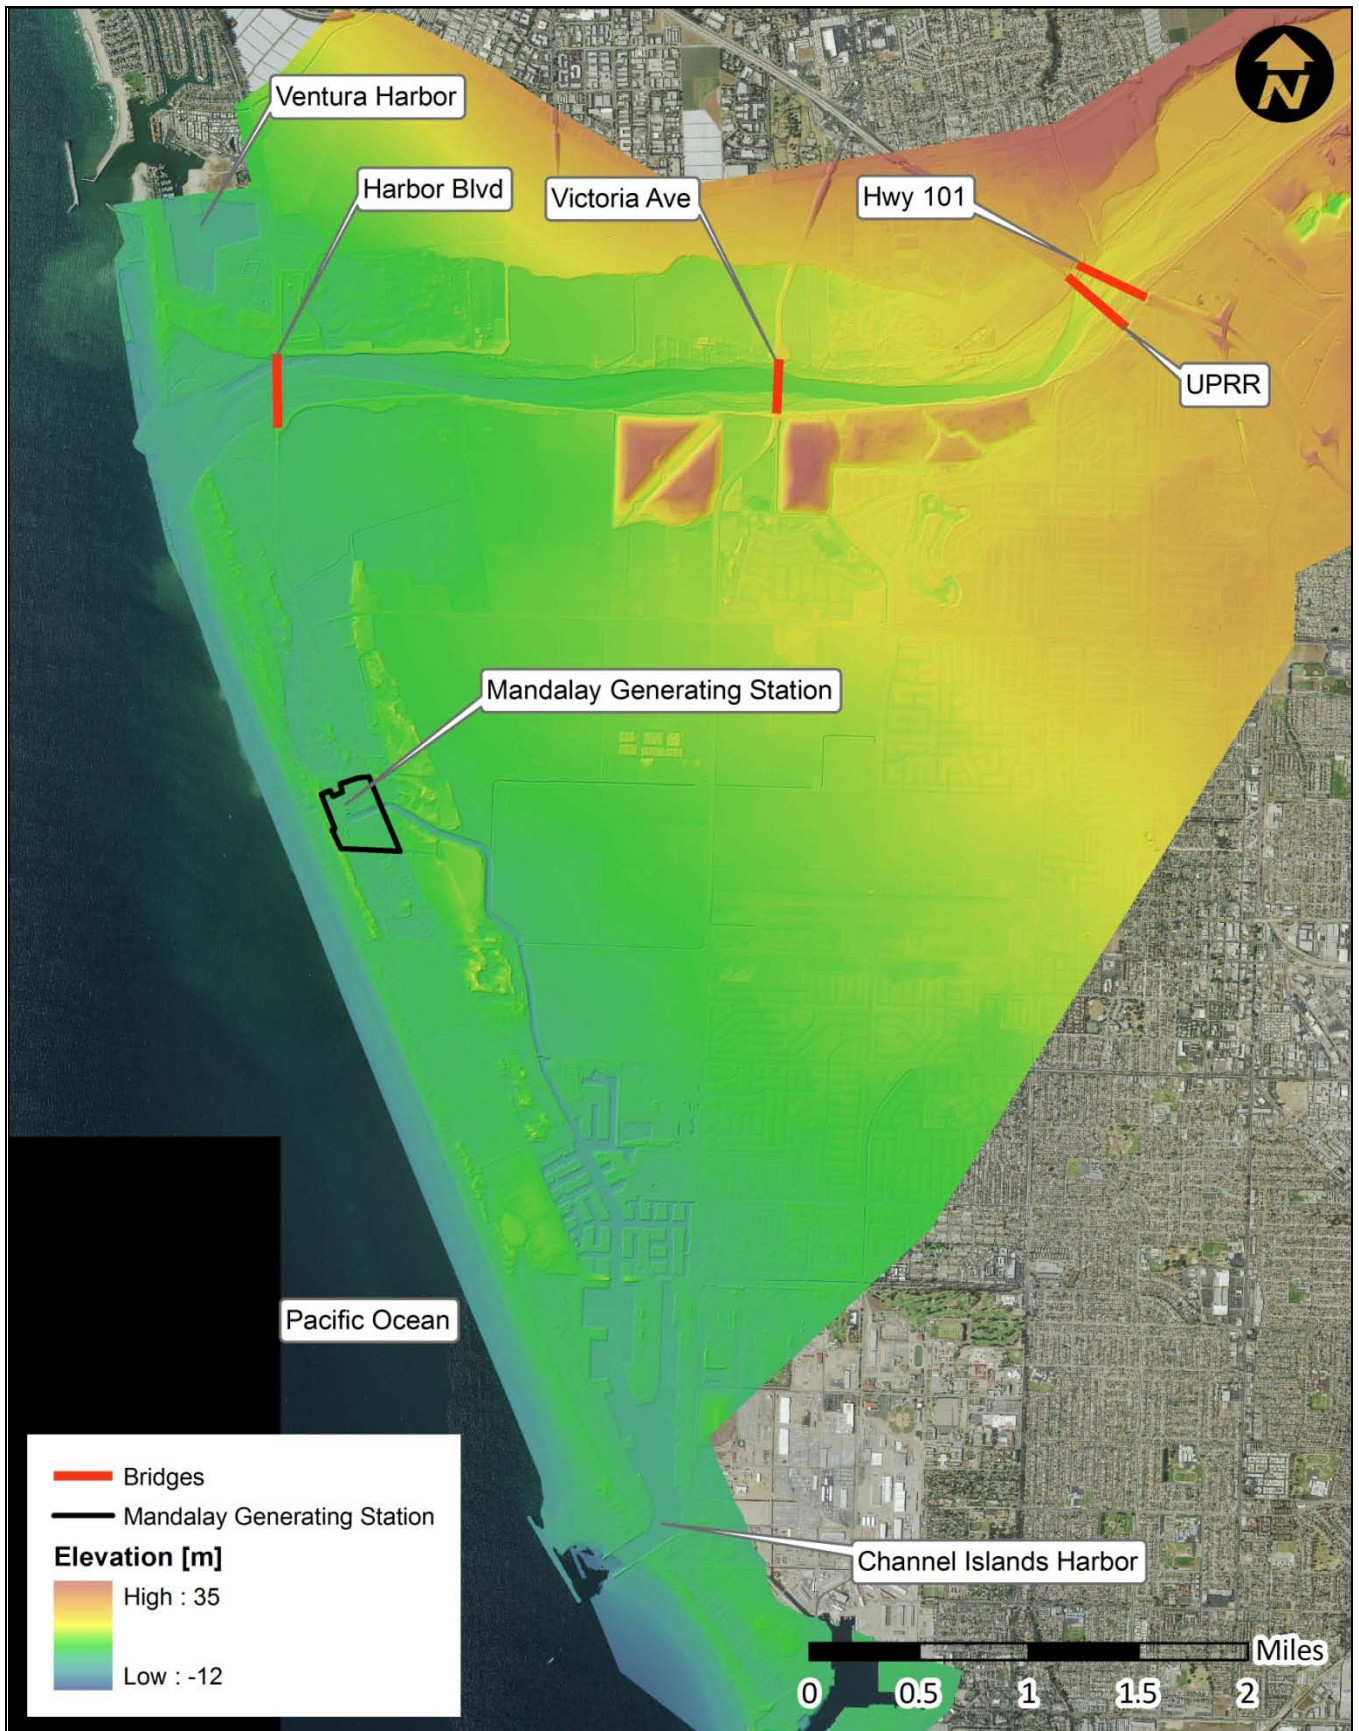 N
Ventura Harbor
Harbor Blvd
Victoria Ave
Hwy 101
UPRR
Mandalay Generating Station
Pacific Ocean
Bridges
Mandalay Generating Station
Elevation [m]
High : 35
Low : -12
Channel Islands Harbor
Miles
0 0.5 1 1.5 2